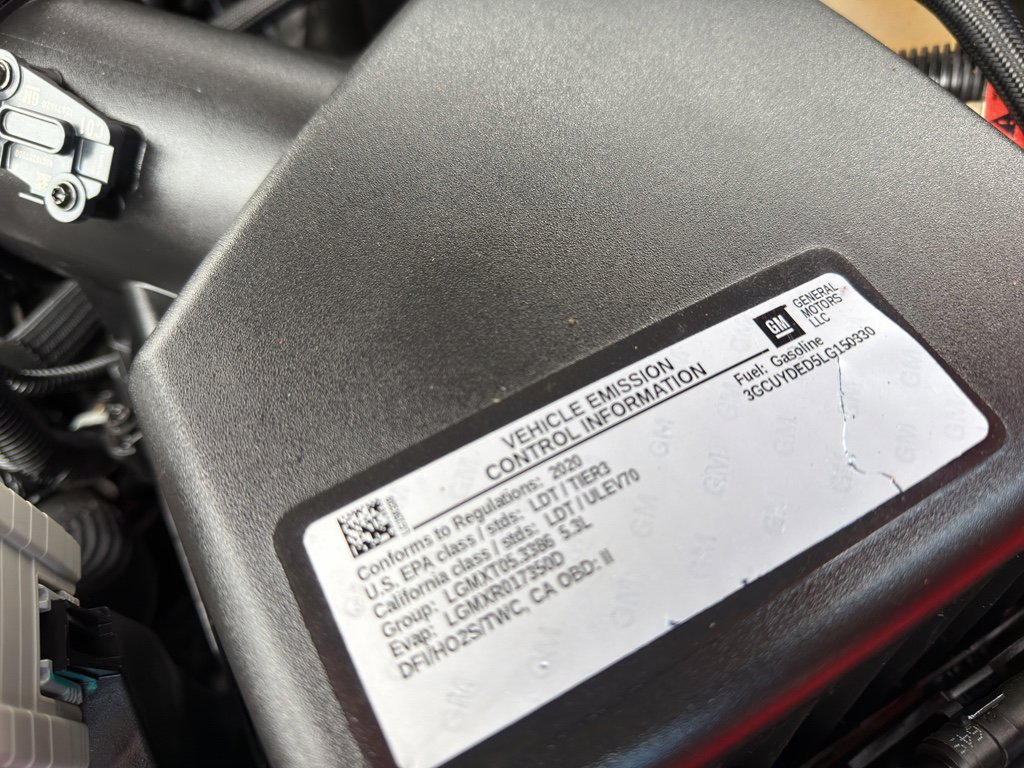 GM
GENERAL
MOTORS
LLC
VEHICLE EMISSION
CONTROL INFORMATION
Fuel: Gasoline
3GCUYDED5LG150330
Conforms to Regulations: 2020
U.S. EPA class / stds: LDT / TIER3
California class / stds: LDT / ULEV70
Group: LGMXT05.3386 5.3L
Evap: LGMXR017350D
DFI/HO2S/TWC, CA OBD: II